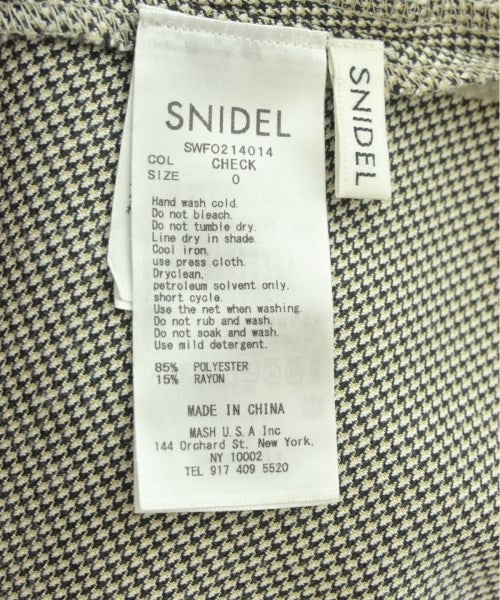 SNIDEL
SWFO214014
COL CHECK
SIZE 0
Hand wash cold.
Do not bleach.
Do not tumble dry.
Line dry in shade.
Cool iron.
use press cloth.
Dryclean.
petroleum solvent only.
short cycle.
Use the net when washing.
Do not rub and wash.
Do not soak and wash.
Use mild detergent.
85% POLYESTER
15% RAYON
MADE IN CHINA
MASH U.S.A Inc
144 Orchard St. New York.
NY 10002
TEL 917 409 5520
SNIDEL